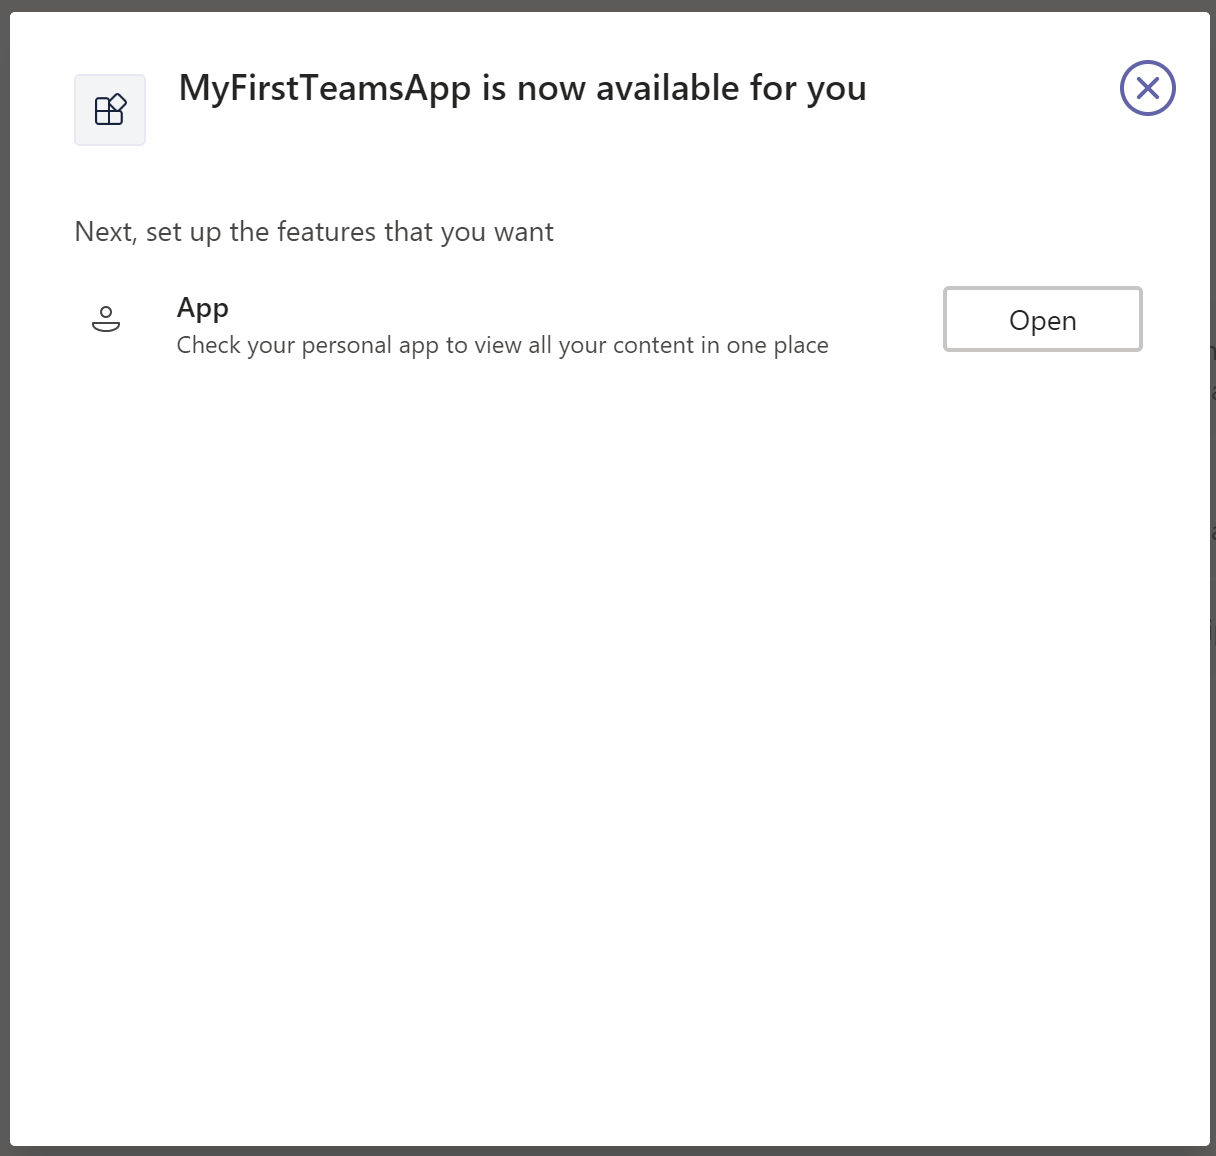 MyFirstTeamsApp is now available for you
Next, set up the features that you want
App
Open
Check your personal app to view all your content in one place